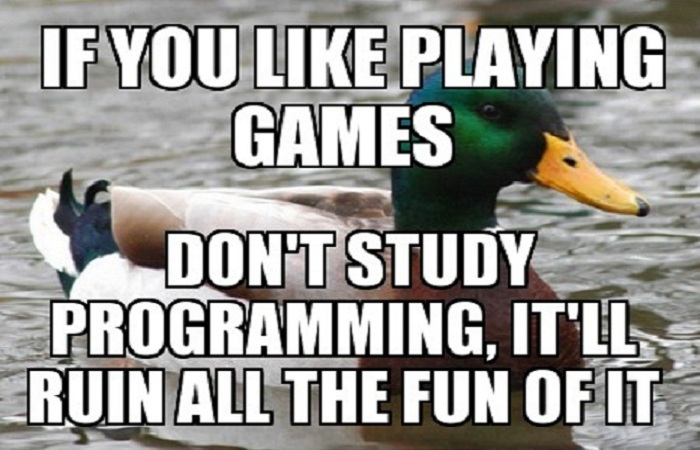 IF YOU LIKE PLAYING
GAMES
DON'T STUDY
PROGRAMMING, IT'LL
RUIN ALL THE FUN OF IT